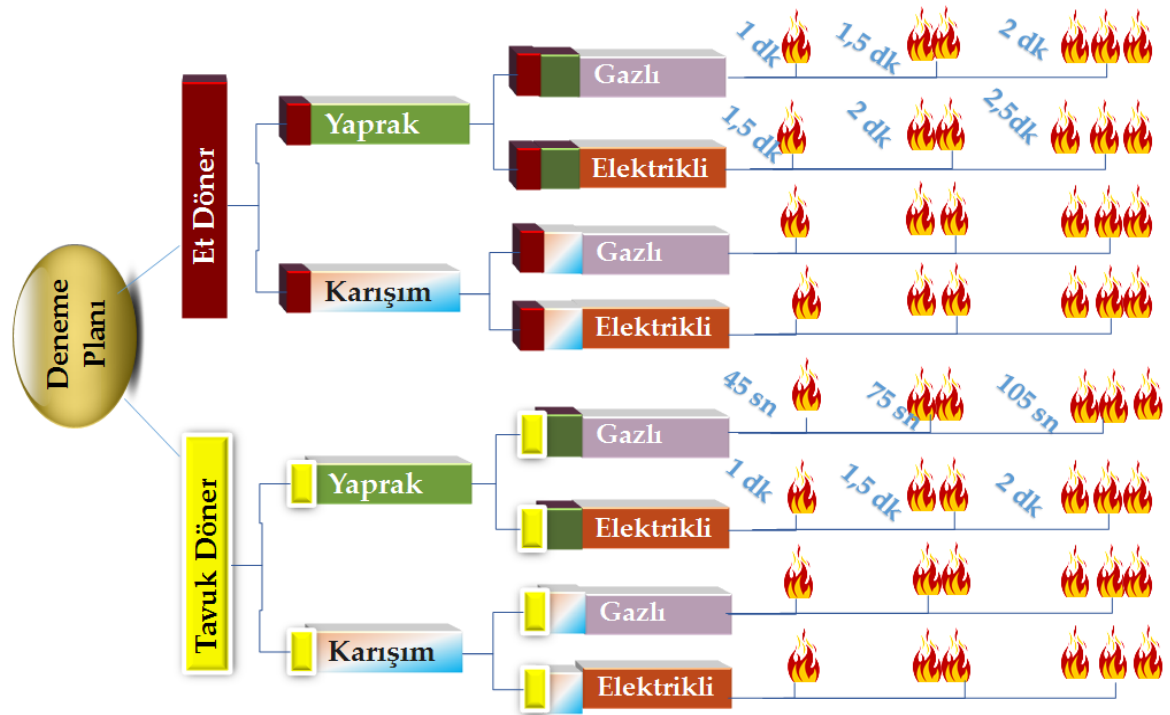 Deneme
Planı
Et Döner
Yaprak
Gazlı
1 dk
1,5 dk
2 dk
Elektrikli
1,5 dk
2 dk
2,5dk
Karışım
Gazlı
Elektrikli
Tavuk Döner
Yaprak
Gazlı
45 sn
75 sn
105 sn
Elektrikli
1 dk
1,5 dk
2 dk
Karışım
Gazlı
Elektrikli